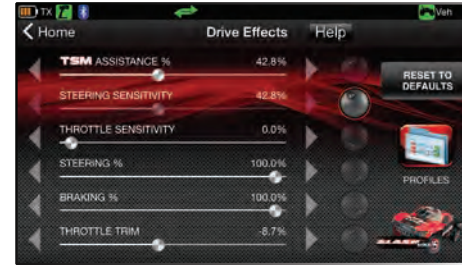 TX Veh
Home Drive Effects Help
TSM ASSISTANCE % 42.8%
STEERING SENSITIVITY 42.8%
THROTTLE SENSITIVITY 0.0%
STEERING % 100.0%
BRAKING % 100.0%
THROTTLE TRIM -8.7%
RESET TO
DEFAULTS
PROFILES
SLASH